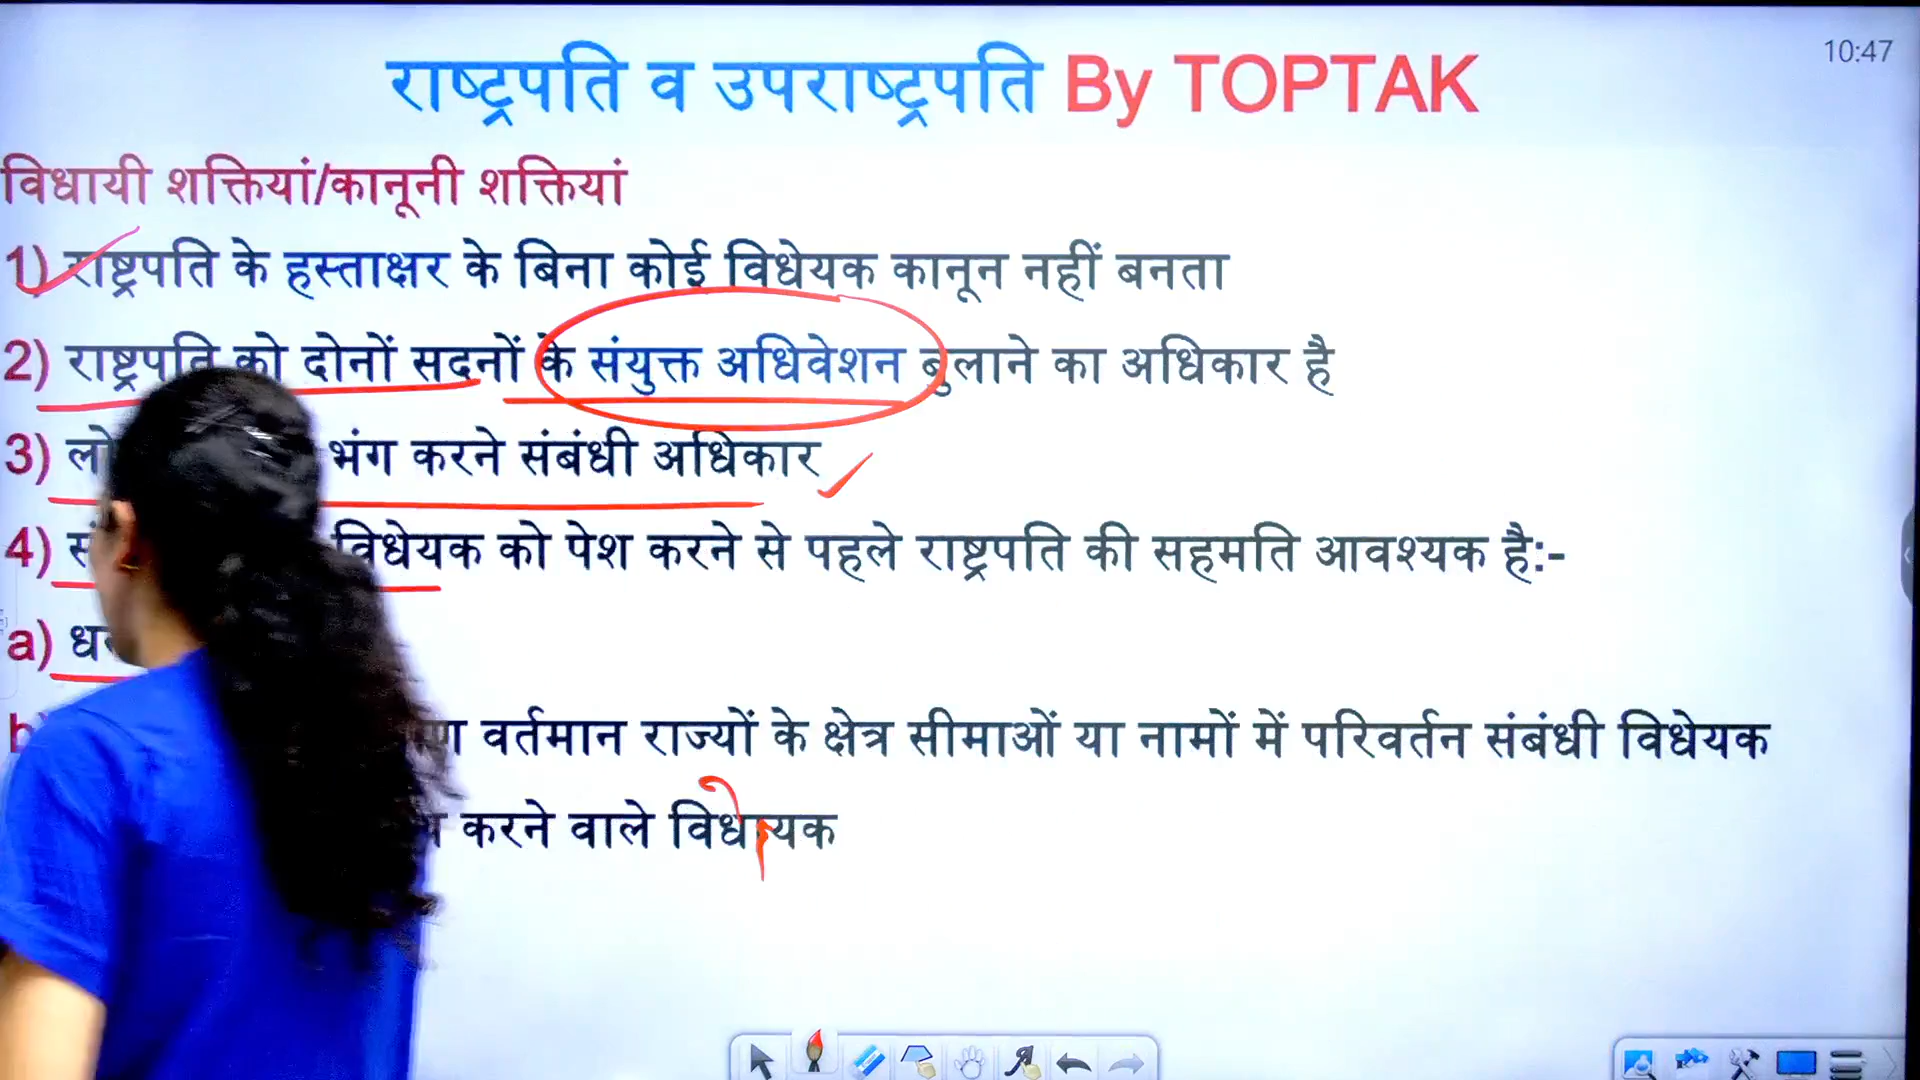 10:47
राष्ट्रपति व उपराष्ट्रपति By TOPTAK
विधायी शक्तियां/कानूनी शक्तियां
1) राष्ट्रपति के हस्ताक्षर के बिना कोई विधेयक कानून नहीं बनता
2) राष्ट्रपति को दोनों सदनों के संयुक्त अधिवेशन बुलाने का अधिकार है
3) भंग करने संबंधी अधिकार
4) विधेयक को पेश करने से पहले राष्ट्रपति की सहमति आवश्यक है:-
a)
वर्तमान राज्यों के क्षेत्र सीमाओं या नामों में परिवर्तन संबंधी विधेयक
करने वाले विधेयक